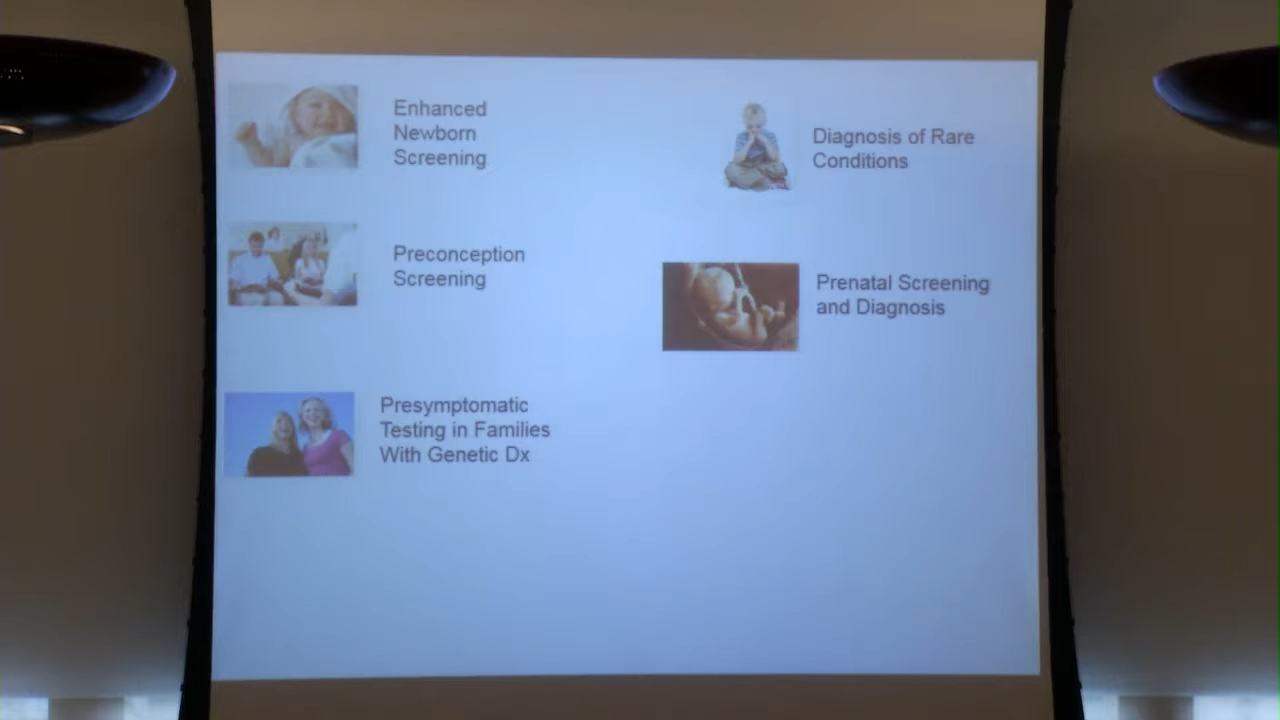 Enhanced
Newborn
Screening
Diagnosis of Rare
Conditions
Preconception
Screening
Prenatal Screening
and Diagnosis
Presymptomatic
Testing in Families
With Genetic Dx